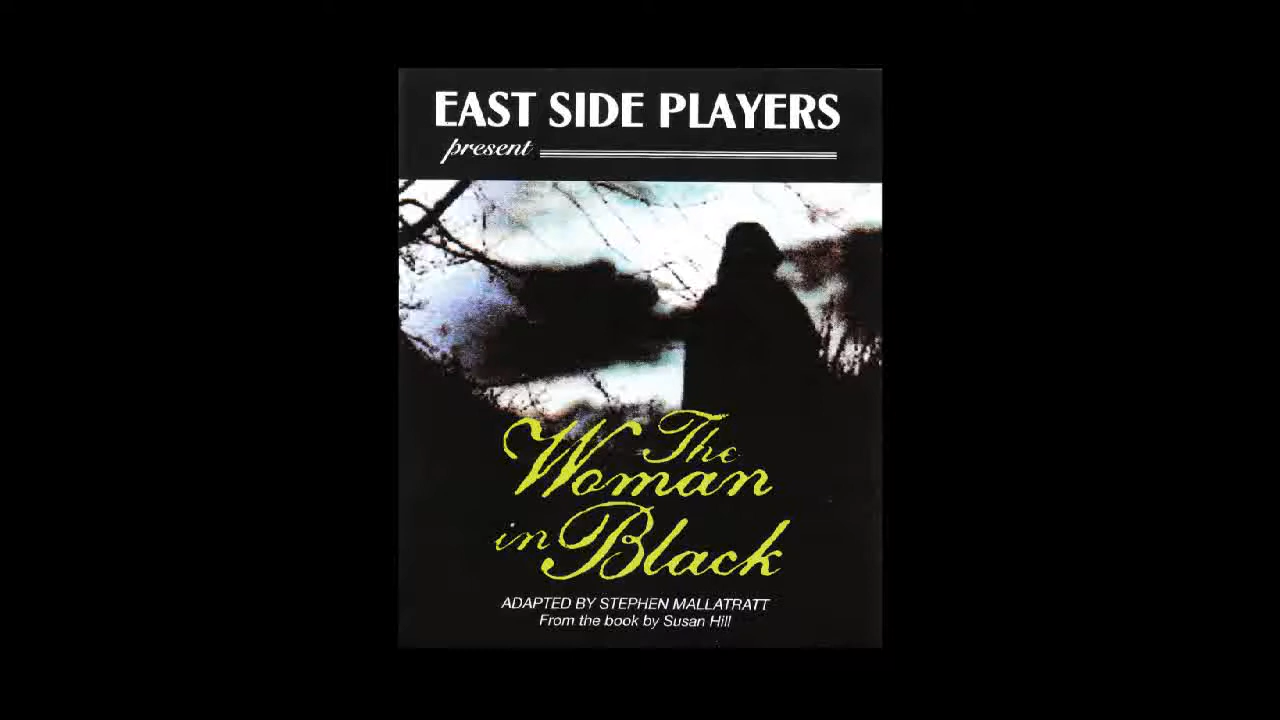 EAST SIDE PLAYERS
present
The
Woman
in Black
ADAPTED BY STEPHEN MALLATRATT
From the book by Susan Hill